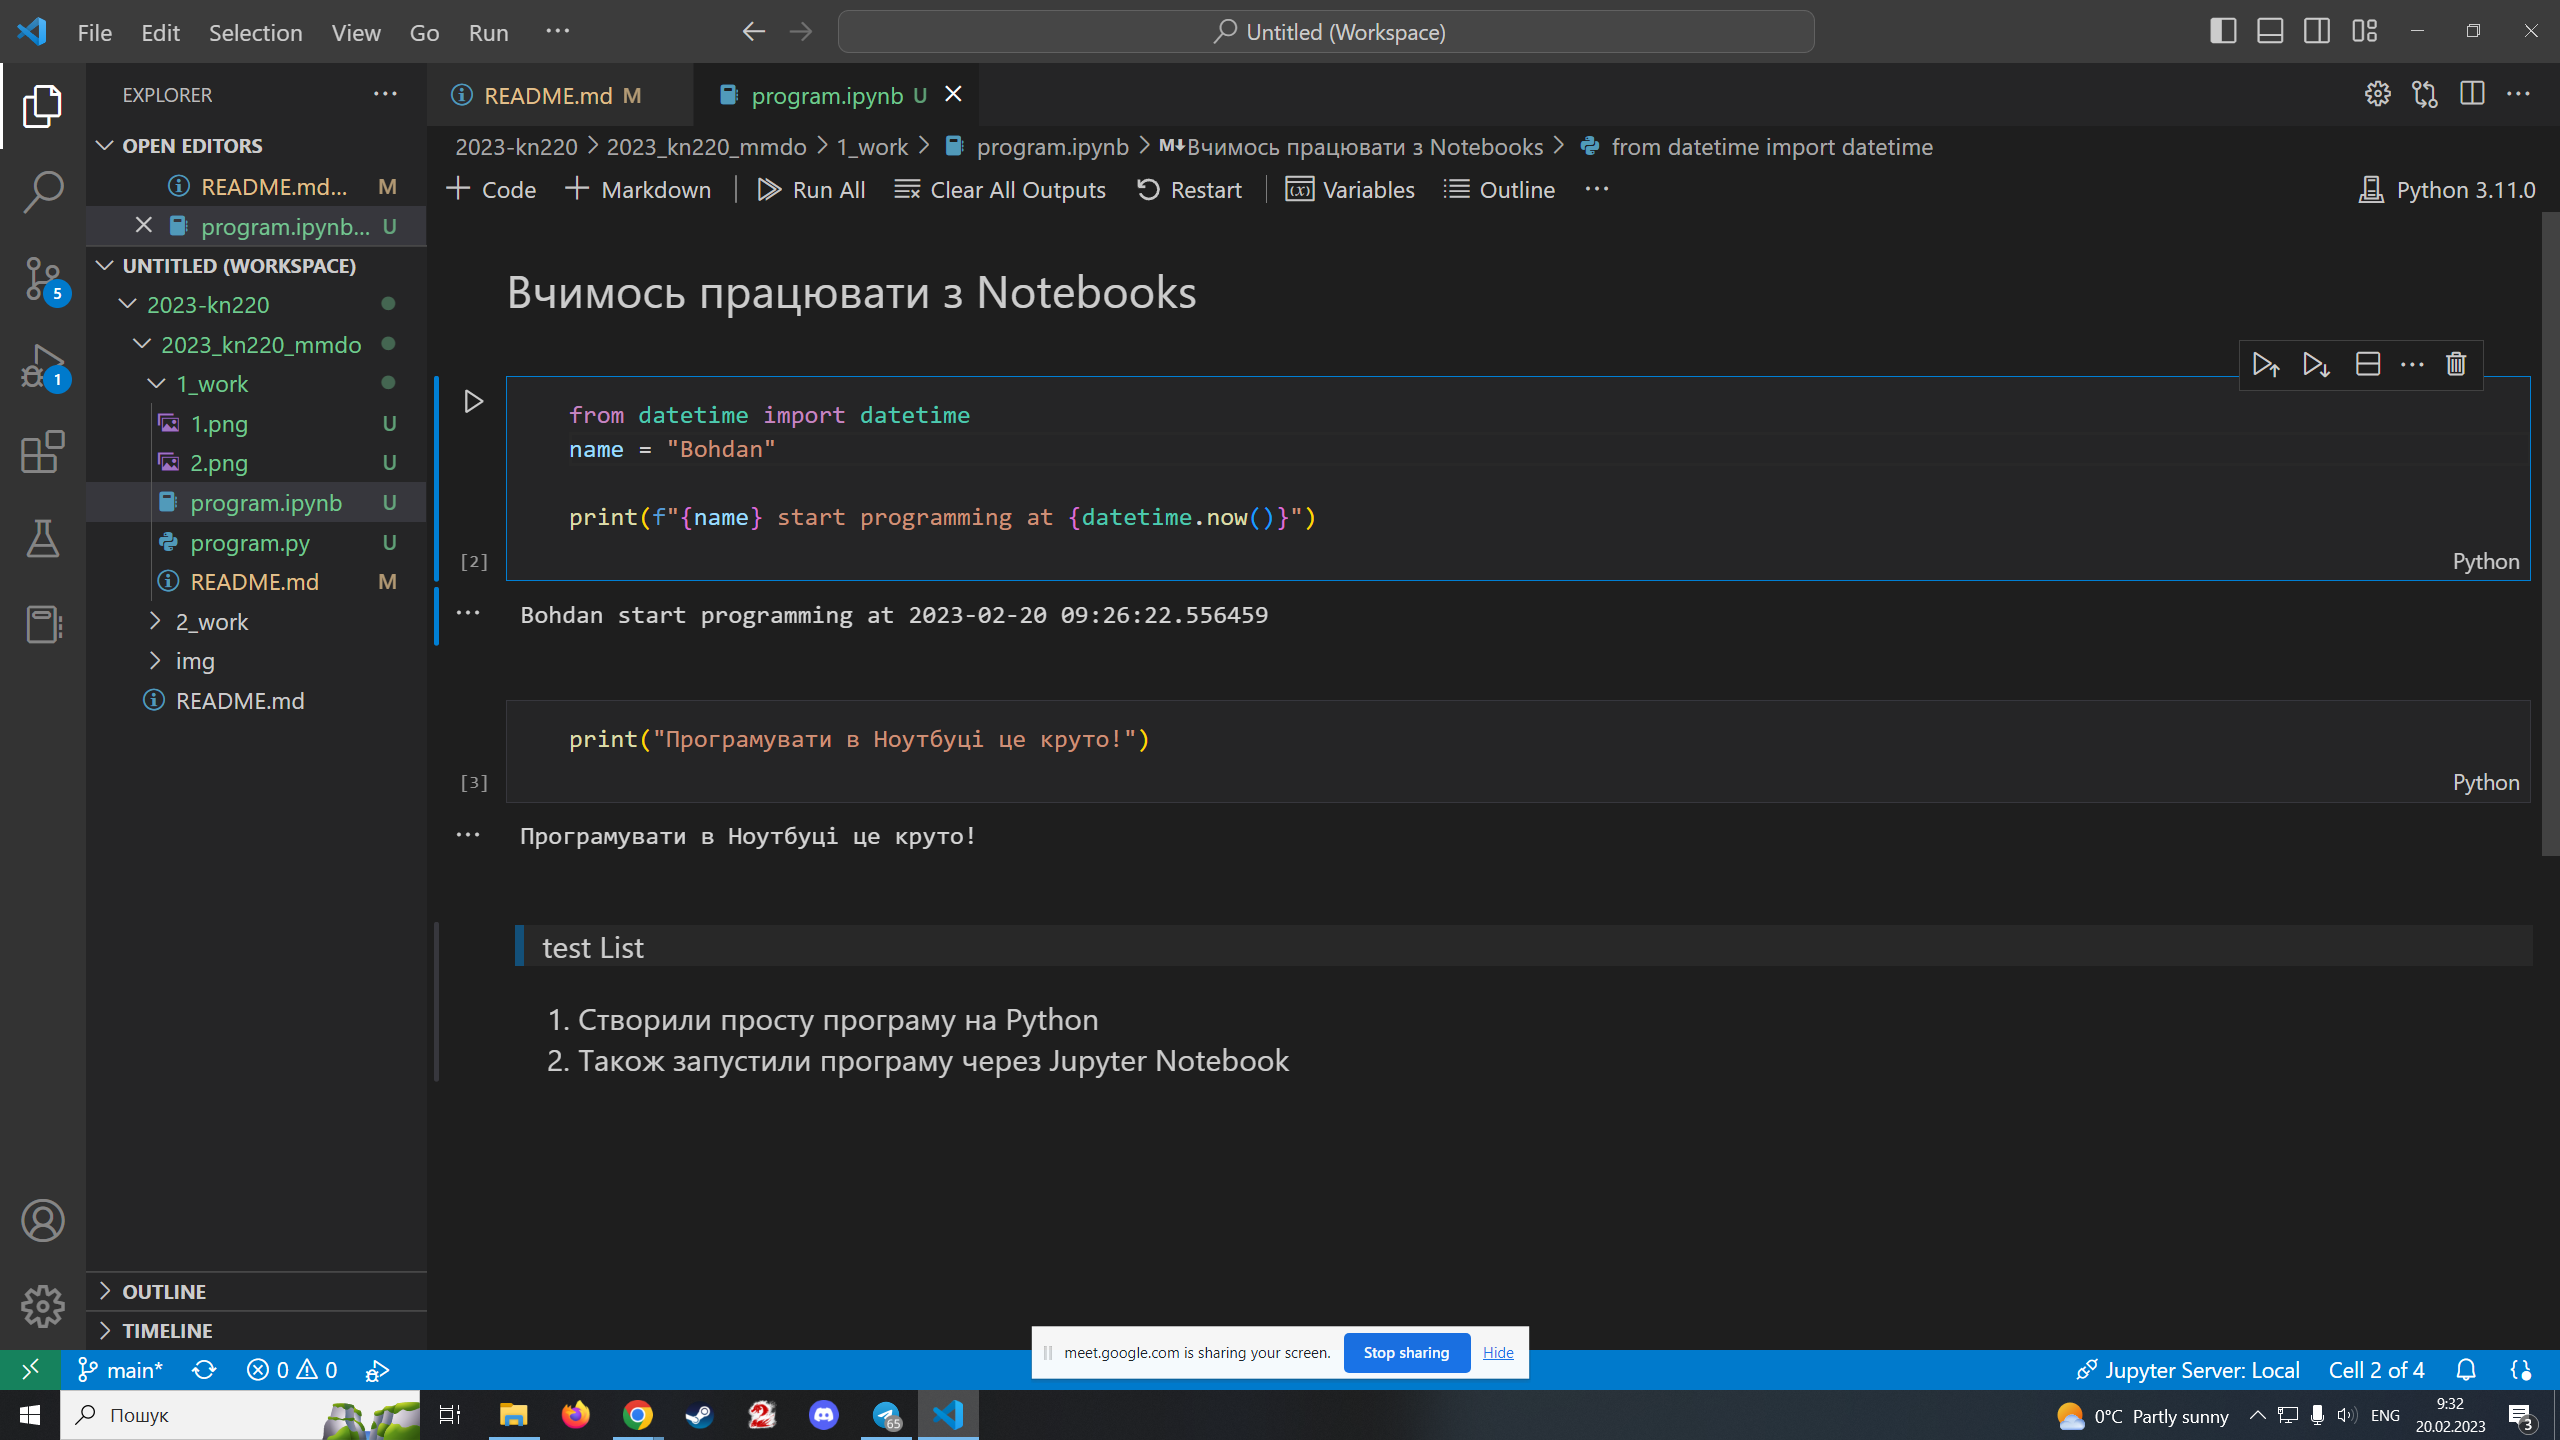 File Edit Selection View Go Run ···
Untitled (Workspace)
EXPLORER ···
OPEN EDITORS
README.md... M
program.ipynb... U
UNTITLED (WORKSPACE)
2023-kn220
2023_kn220_mmdo
1_work
1.png U
2.png U
program.ipynb U
program.py U
README.md M
2_work
img
README.md
OUTLINE
TIMELINE
README.md M
program.ipynb U
2023-kn220 > 2023_kn220_mmdo > 1_work > program.ipynb > M↓Вчимось працювати з Notebooks > from datetime import datetime
+ Code + Markdown | Run All Clear All Outputs Restart | Variables Outline ···
Python 3.11.0
Вчимось працювати з Notebooks
from datetime import datetime
name = "Bohdan"
print(f"{name} start programming at {datetime.now()}")
[2]
Python
Bohdan start programming at 2023-02-20 09:26:22.556459
print("Програмувати в Ноутбуці це круто!")
[3]
Python
Програмувати в Ноутбуці це круто!
test List
1. Створили просту програму на Python
2. Також запустили програму через Jupyter Notebook
5
1
meet.google.com is sharing your screen. Stop sharing Hide
main* 0 0
Jupyter Server: Local Cell 2 of 4
Пошук
65
0°C Partly sunny
ENG
9:32
20.02.2023
3